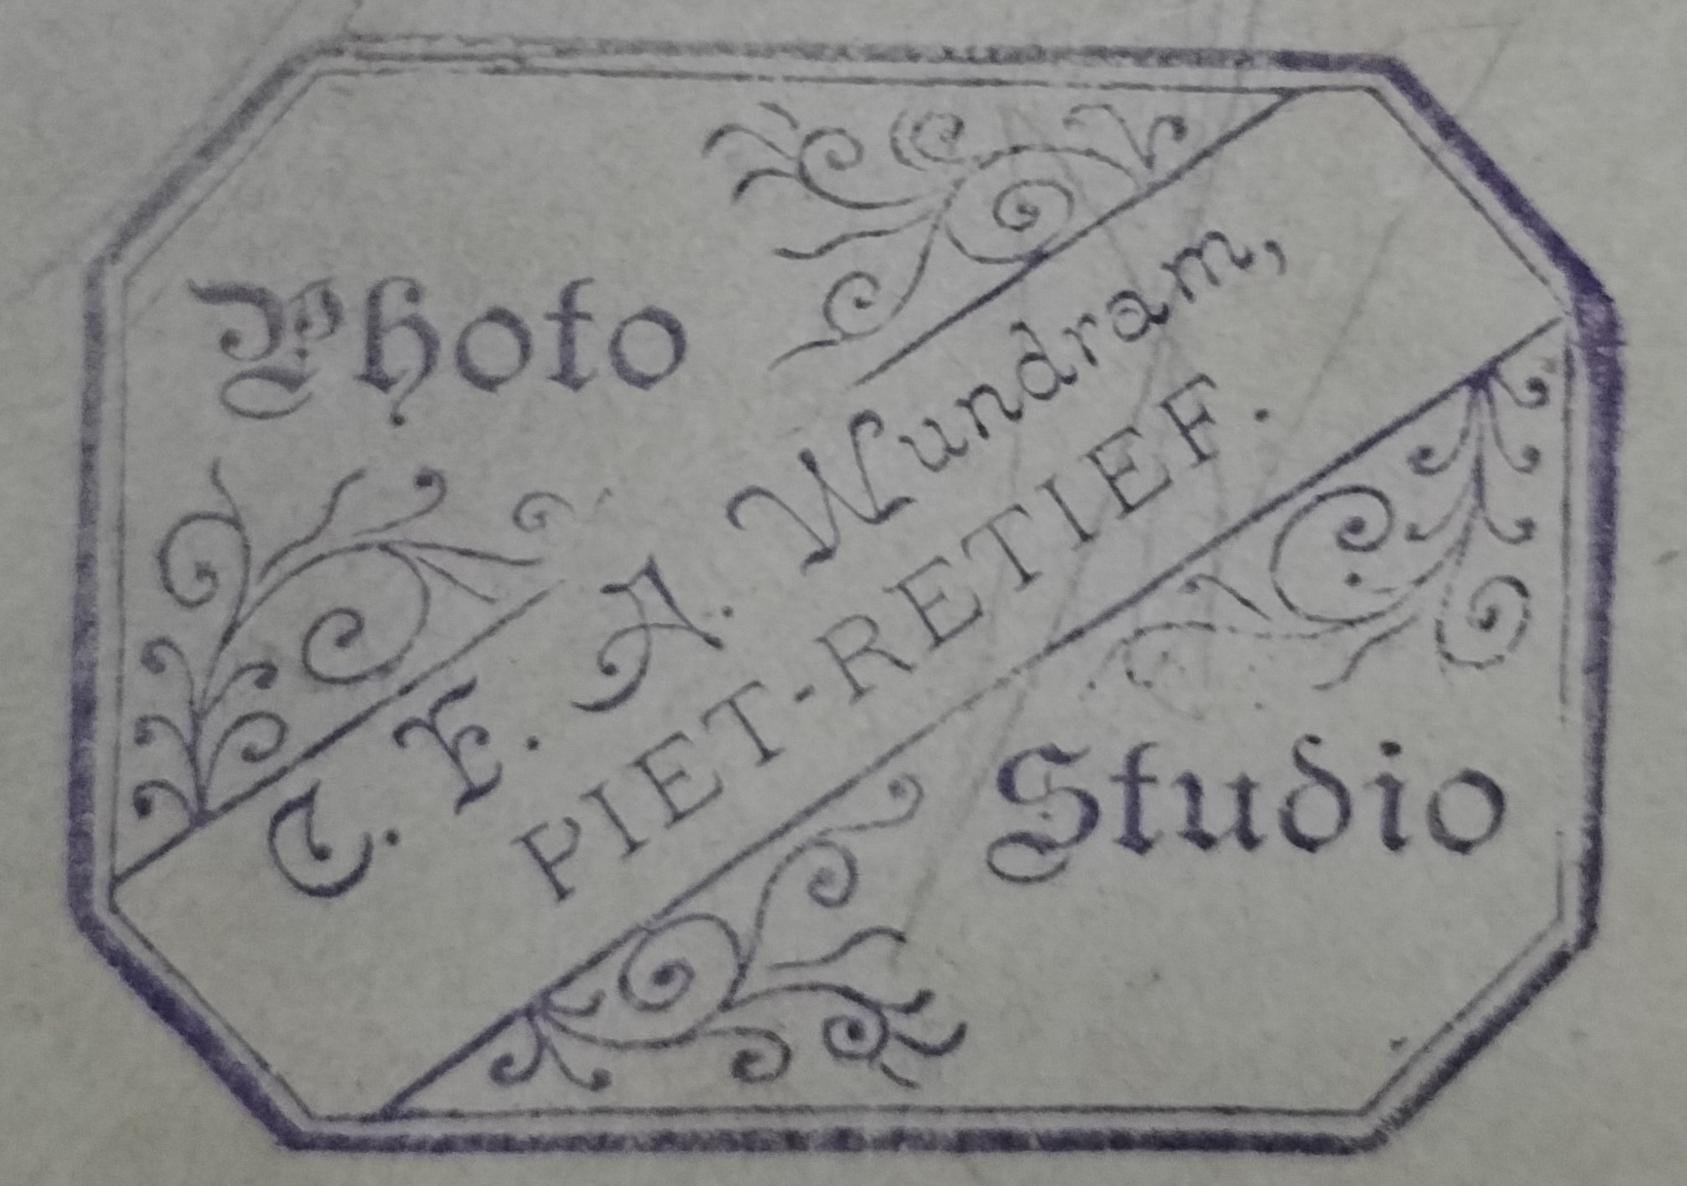 Photo
C. F. A. Wundram,
PIET-RETIEF.
Studio